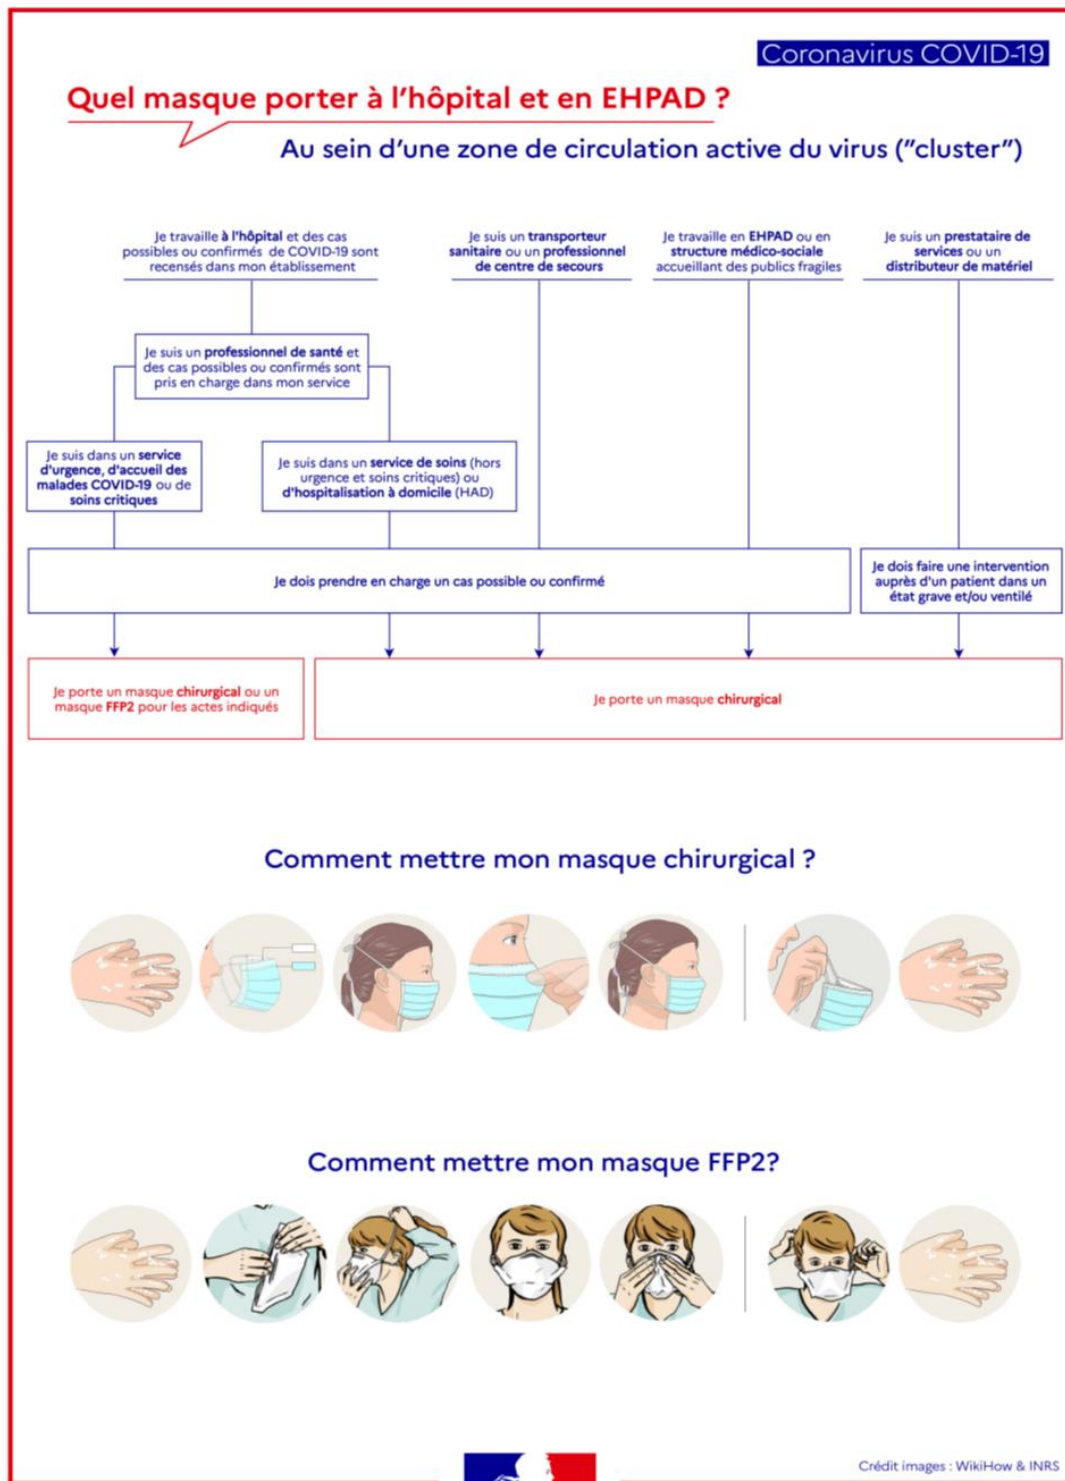 Coronavirus COVID-19
Quel masque porter à l'hôpital et en EHPAD ?
Au sein d'une zone de circulation active du virus ("cluster")
Je travaille à l'hôpital et des cas
possibles ou confirmés de COVID-19 sont
recensés dans mon établissement
Je suis un transporteur
sanitaire ou un professionnel
de centre de secours
Je travaille en EHPAD ou en
structure médico-sociale
accueillant des publics fragiles
Je suis un prestataire de
services ou un
distributeur de matériel
Je suis un professionnel de santé et
des cas possibles ou confirmés sont
pris en charge dans mon service
Je suis dans un service
d'urgence, d'accueil des
malades COVID-19 ou de
soins critiques
Je suis dans un service de soins (hors
urgence et soins critiques) ou
d'hospitalisation à domicile (HAD)
Je dois prendre en charge un cas possible ou confirmé
Je dois faire une intervention
auprès d'un patient dans un
état grave et/ou ventilé
Je porte un masque chirurgical ou un
masque FFP2 pour les actes indiqués
Je porte un masque chirurgical
Comment mettre mon masque chirurgical ?
Comment mettre mon masque FFP2?
Crédit images : WikiHow & INRS